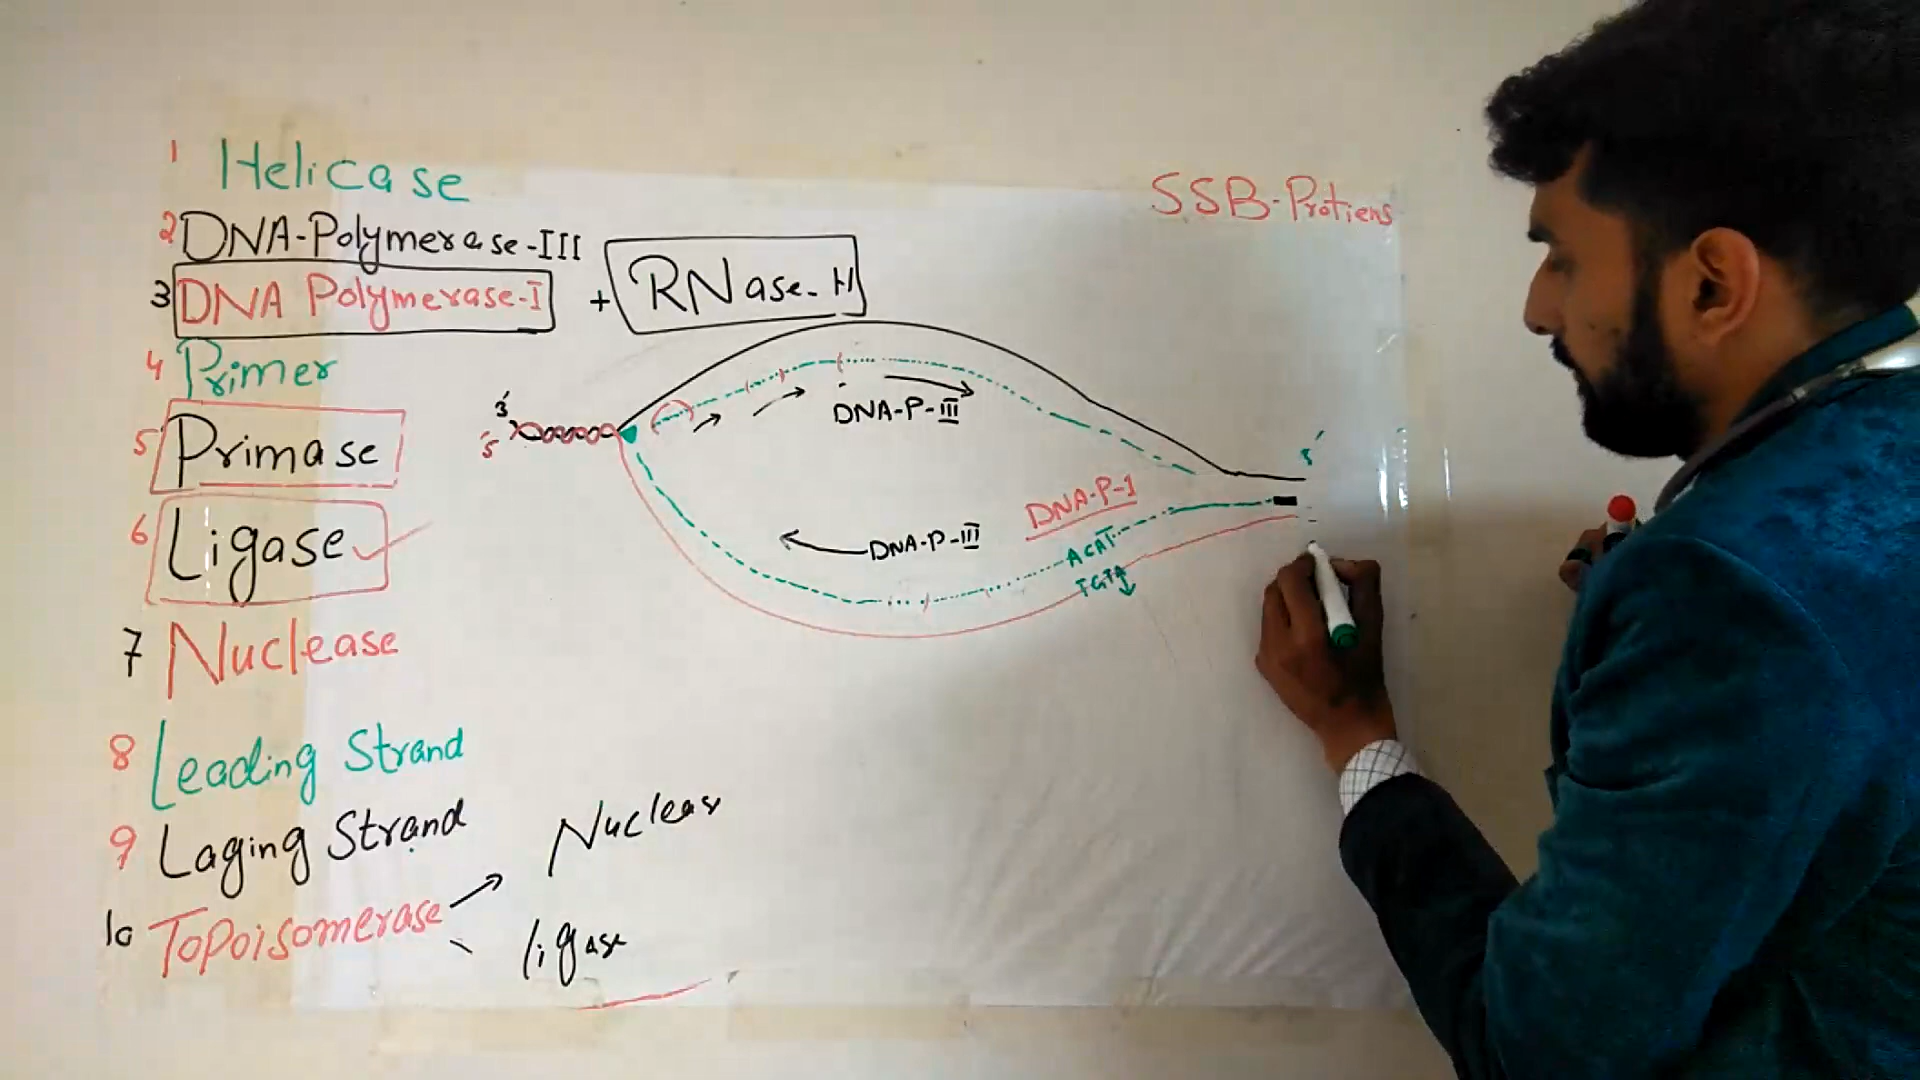 1 Helicase
SSB-Protiens
2 DNA-Polymerase-III
3 DNA Polymerase-I + RNase-H
4 Primer
5 Primase
6 Ligase
7 Nuclease
8 Leading Strand
9 Laging Strand
10 Topoisomerase
Nucleas
ligase
3'
5'
DNA-P-III
5'
DNA-P-I
DNA-P-III
ACAT
TGTA